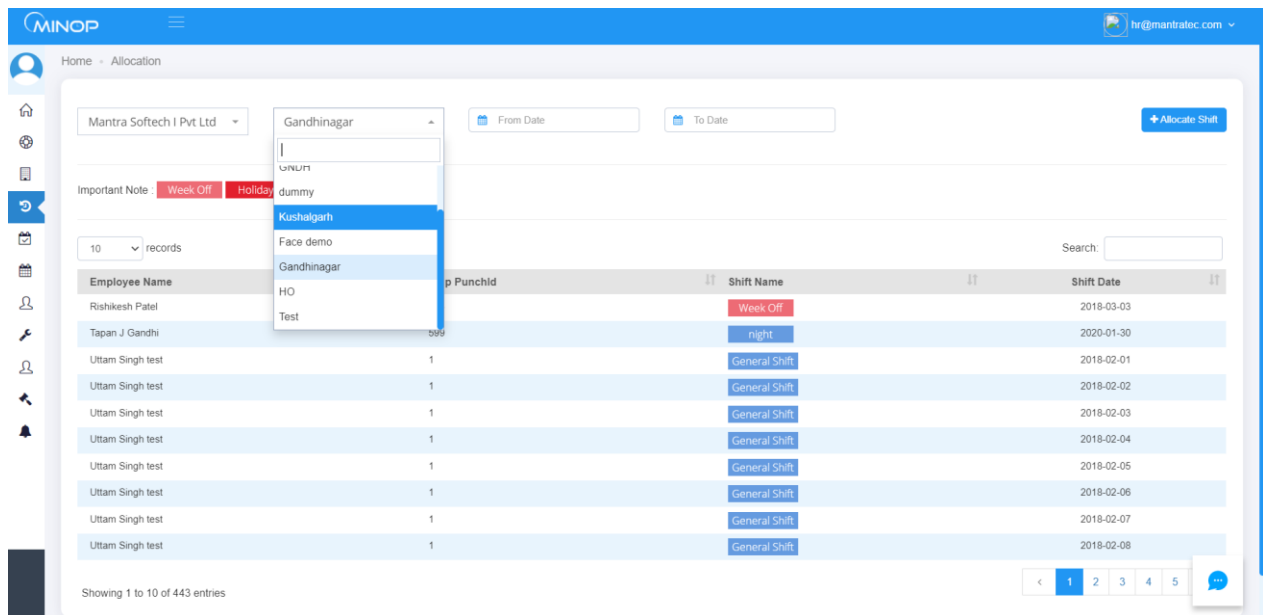 MINOP
hr@mantratec.com
Home - Allocation
Mantra Softech I Pvt Ltd
Gandhinagar
From Date
To Date
+ Allocate Shift
GNDH
dummy
Kushalgarh
Face demo
Gandhinagar
HO
Test
Important Note : Week Off Holiday
10 records
Search:
Employee Name p PunchId Shift Name Shift Date
Rishikesh Patel Week Off 2018-03-03
Tapan J Gandhi 599 night 2020-01-30
Uttam Singh test 1 General Shift 2018-02-01
Uttam Singh test 1 General Shift 2018-02-02
Uttam Singh test 1 General Shift 2018-02-03
Uttam Singh test 1 General Shift 2018-02-04
Uttam Singh test 1 General Shift 2018-02-05
Uttam Singh test 1 General Shift 2018-02-06
Uttam Singh test 1 General Shift 2018-02-07
Uttam Singh test 1 General Shift 2018-02-08
Showing 1 to 10 of 443 entries
< 1 2 3 4 5